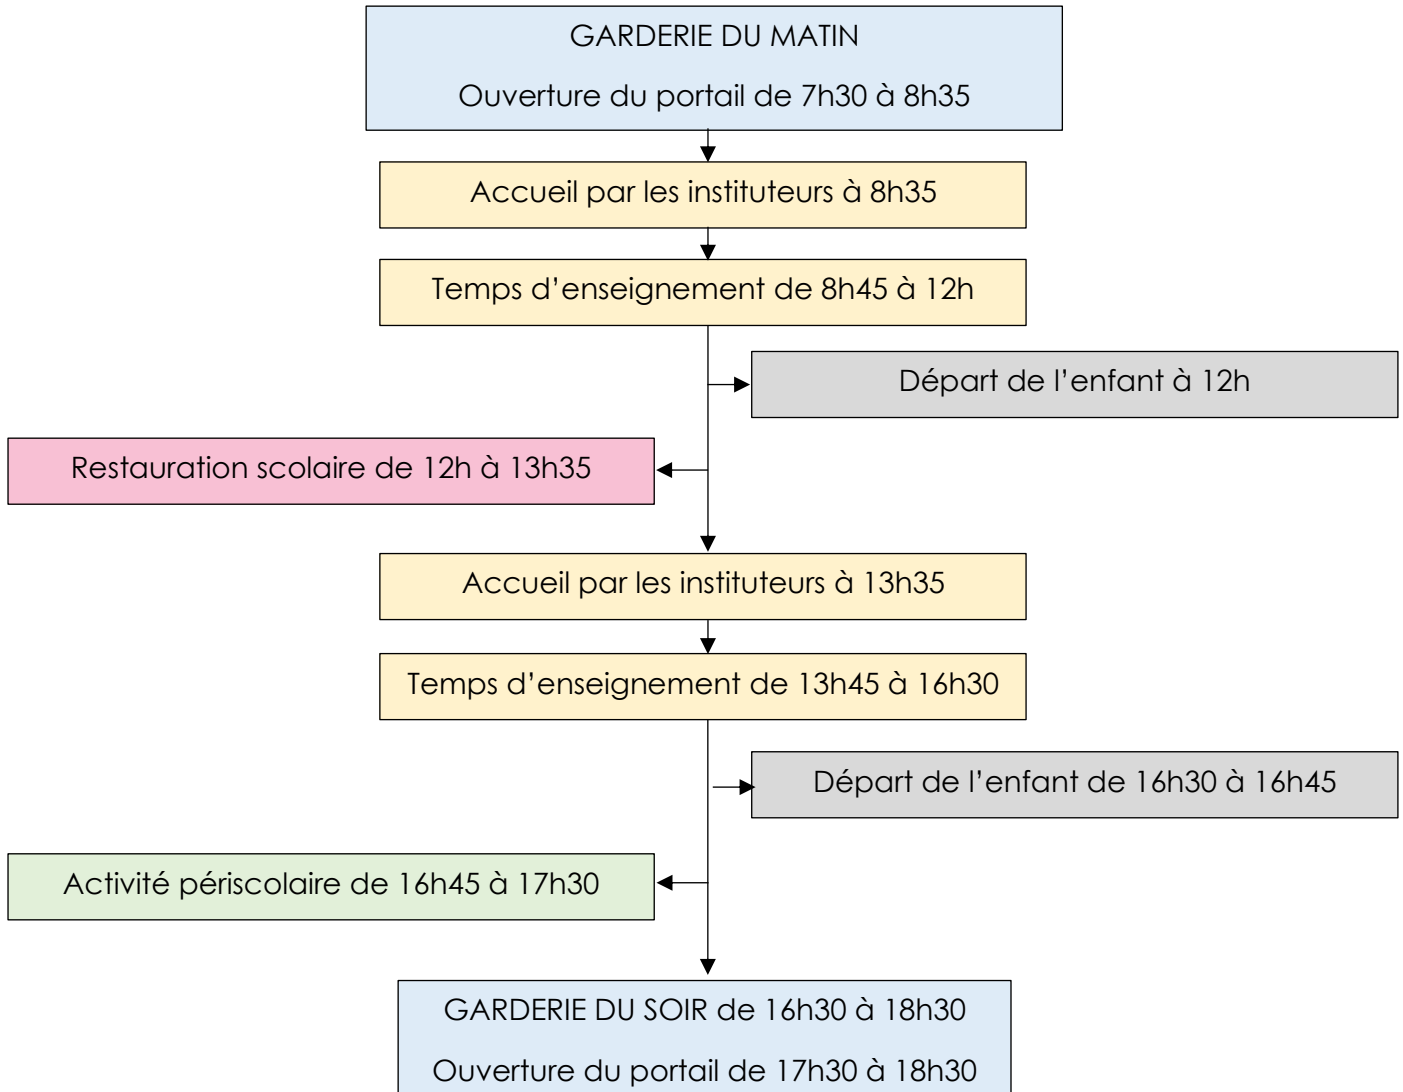 GARDERIE DU MATIN
Ouverture du portail de 7h30 à 8h35
Accueil par les instituteurs à 8h35
Temps d’enseignement de 8h45 à 12h
Départ de l’enfant à 12h
Restauration scolaire de 12h à 13h35
Accueil par les instituteurs à 13h35
Temps d’enseignement de 13h45 à 16h30
Départ de l’enfant de 16h30 à 16h45
Activité périscolaire de 16h45 à 17h30
GARDERIE DU SOIR de 16h30 à 18h30
Ouverture du portail de 17h30 à 18h30